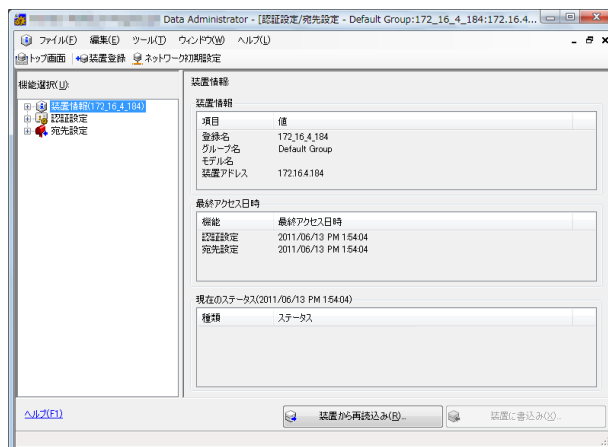 Data Administrator - [認証設定/宛先設定 - Default Group:172_16_4_184:172.16.4...
ファイル(F) 編集(E) ツール(T) ウィンドウ(W) ヘルプ(L)
トップ画面 装置登録 ネットワーク初期設定
機能選択(U):
装置情報(172_16_4_184)
認証設定
宛先設定
装置情報
装置情報
項目 値
登録名 172_16_4_184
グループ名 Default Group
モデル名
装置アドレス 172.16.4.184
最終アクセス日時
機能 最終アクセス日時
認証設定 2011/06/13 PM 1:54:04
宛先設定 2011/06/13 PM 1:54:04
現在のステータス(2011/06/13 PM 1:54:04)
種類 ステータス
ヘルプ(F1)
装置から再読込み(R)...
装置に書込み(X)...